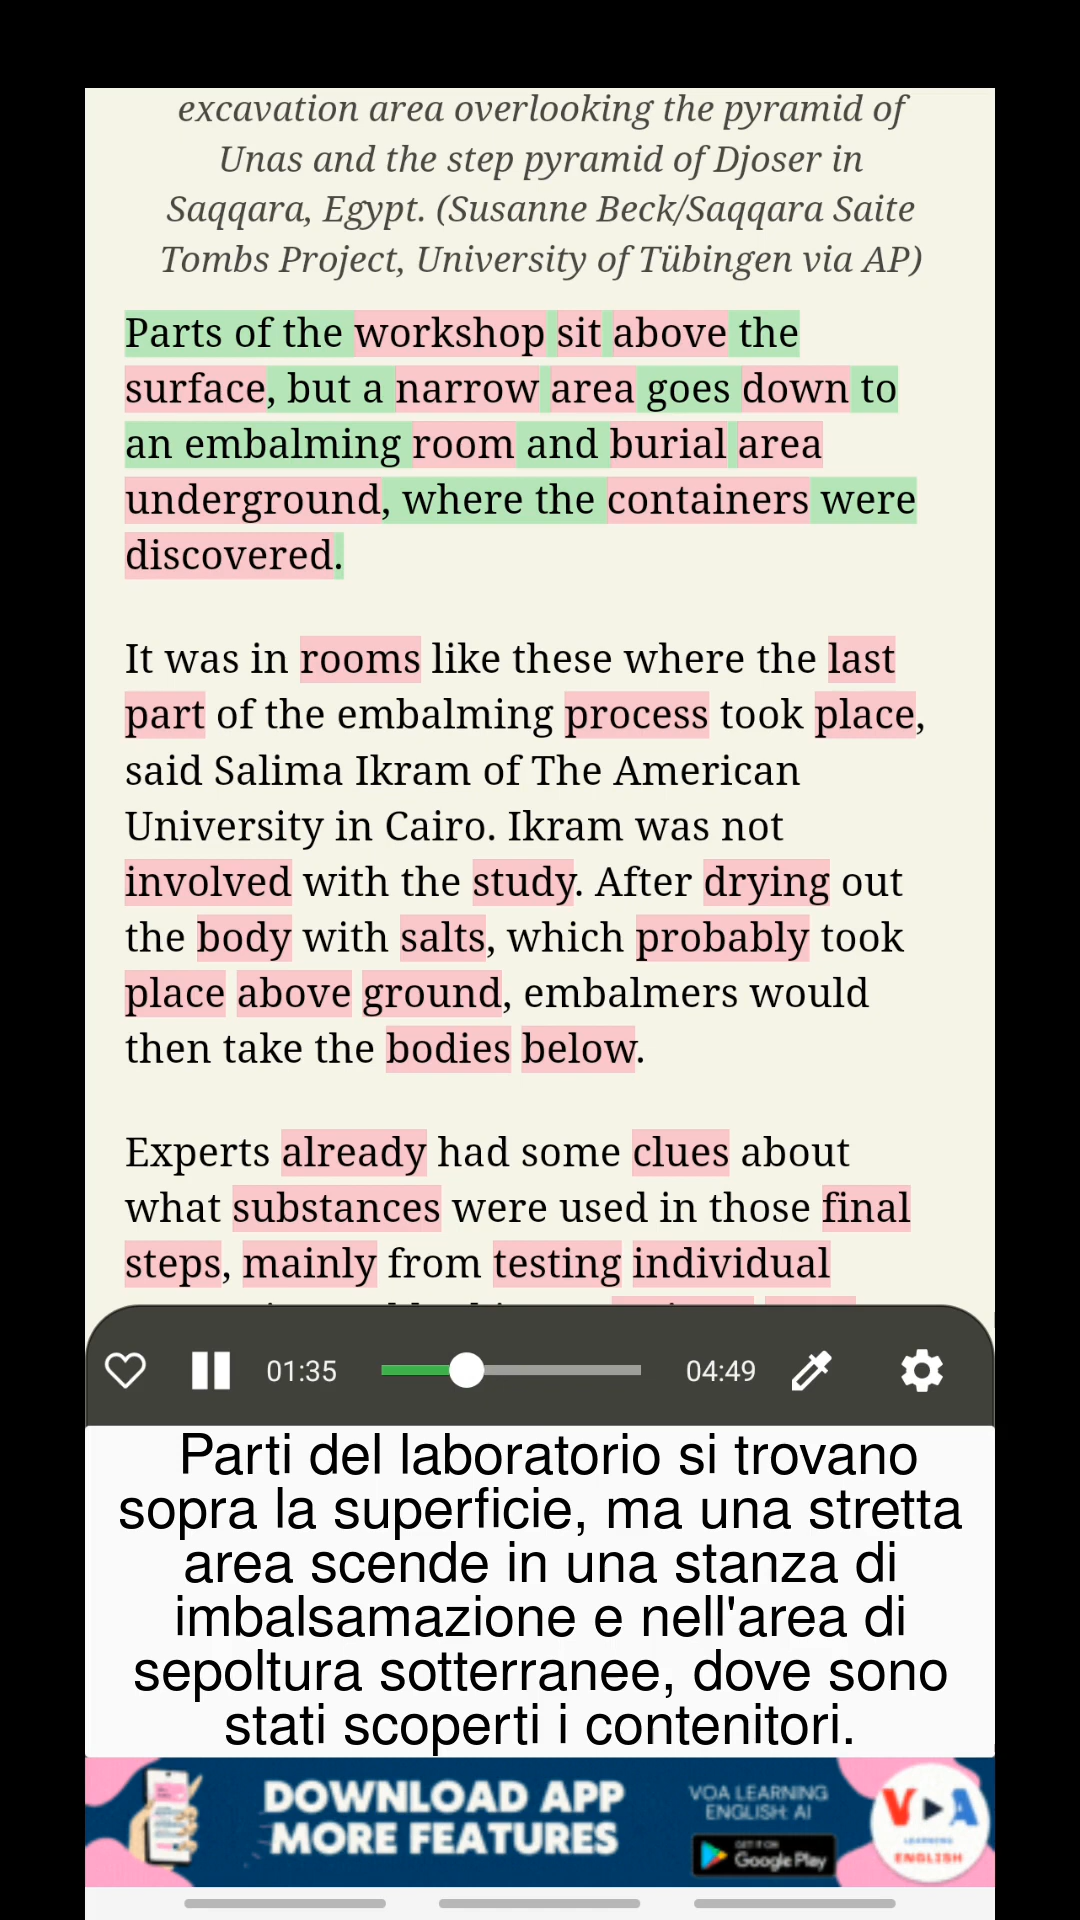 excavation area overlooking the pyramid of
Unas and the step pyramid of Djoser in
Saqqara, Egypt. (Susanne Beck/Saqqara Saite
Tombs Project, University of Tübingen via AP)
Parts of the workshop sit above the
surface, but a narrow area goes down to
an embalming room and burial area
underground, where the containers were
discovered.
It was in rooms like these where the last
part of the embalming process took place,
said Salima Ikram of The American
University in Cairo. Ikram was not
involved with the study. After drying out
the body with salts, which probably took
place above ground, embalmers would
then take the bodies below.
Experts already had some clues about
what substances were used in those final
steps, mainly from testing individual
01:35
04:49
Parti del laboratorio si trovano
sopra la superficie, ma una stretta
area scende in una stanza di
imbalsamazione e nell'area di
sepoltura sotterranee, dove sono
stati scoperti i contenitori.
DOWNLOAD APP
MORE FEATURES
VOA LEARNING
ENGLISH: AI
GET IT ON
Google Play
VOA
LEARNING
ENGLISH